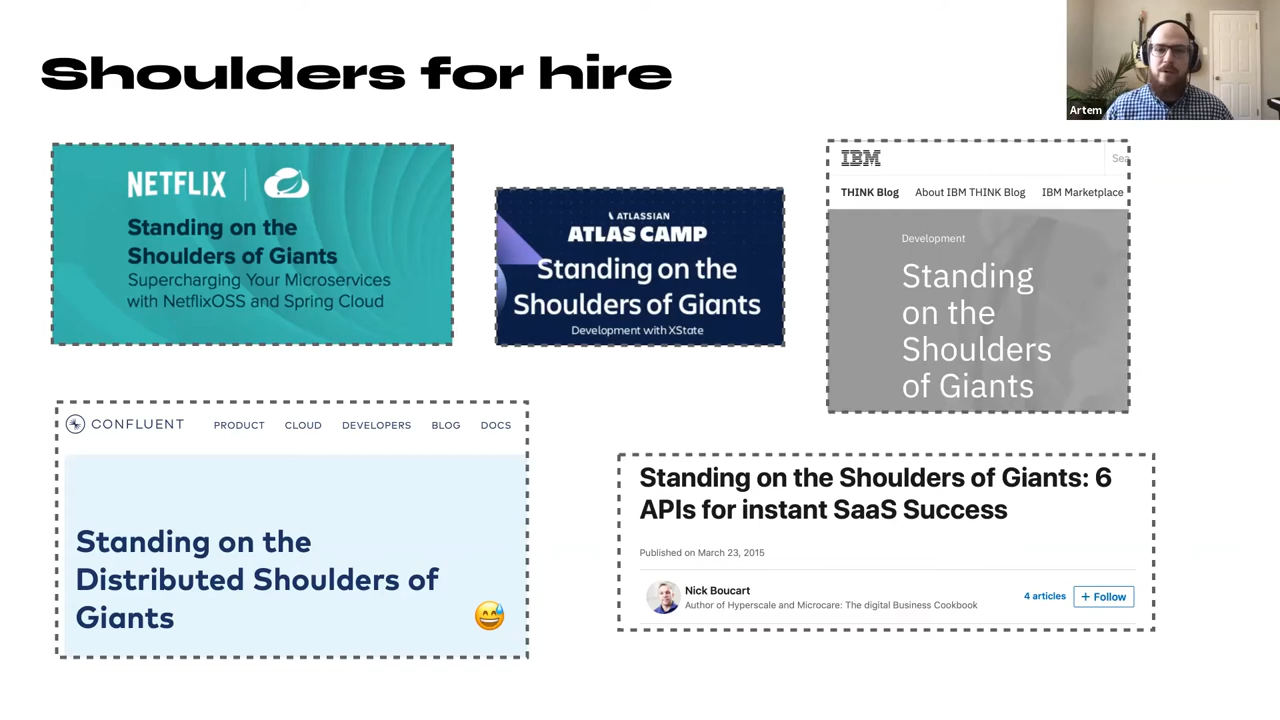 Shoulders for hire
Artem
NETFLIX
Standing on the
Shoulders of Giants
Supercharging Your Microservices
with NetflixOSS and Spring Cloud
ATLASSIAN
ATLAS CAMP
Standing on the
Shoulders of Giants
Development with XState
IBM
Sea
THINK Blog About IBM THINK Blog IBM Marketplace
Development
Standing
on the
Shoulders
of Giants
CONFLUENT PRODUCT CLOUD DEVELOPERS BLOG DOCS
Standing on the
Distributed Shoulders of
Giants
Standing on the Shoulders of Giants: 6
APIs for instant SaaS Success
Published on March 23, 2015
Nick Boucart
Author of Hyperscale and Microcare: The digital Business Cookbook
4 articles + Follow